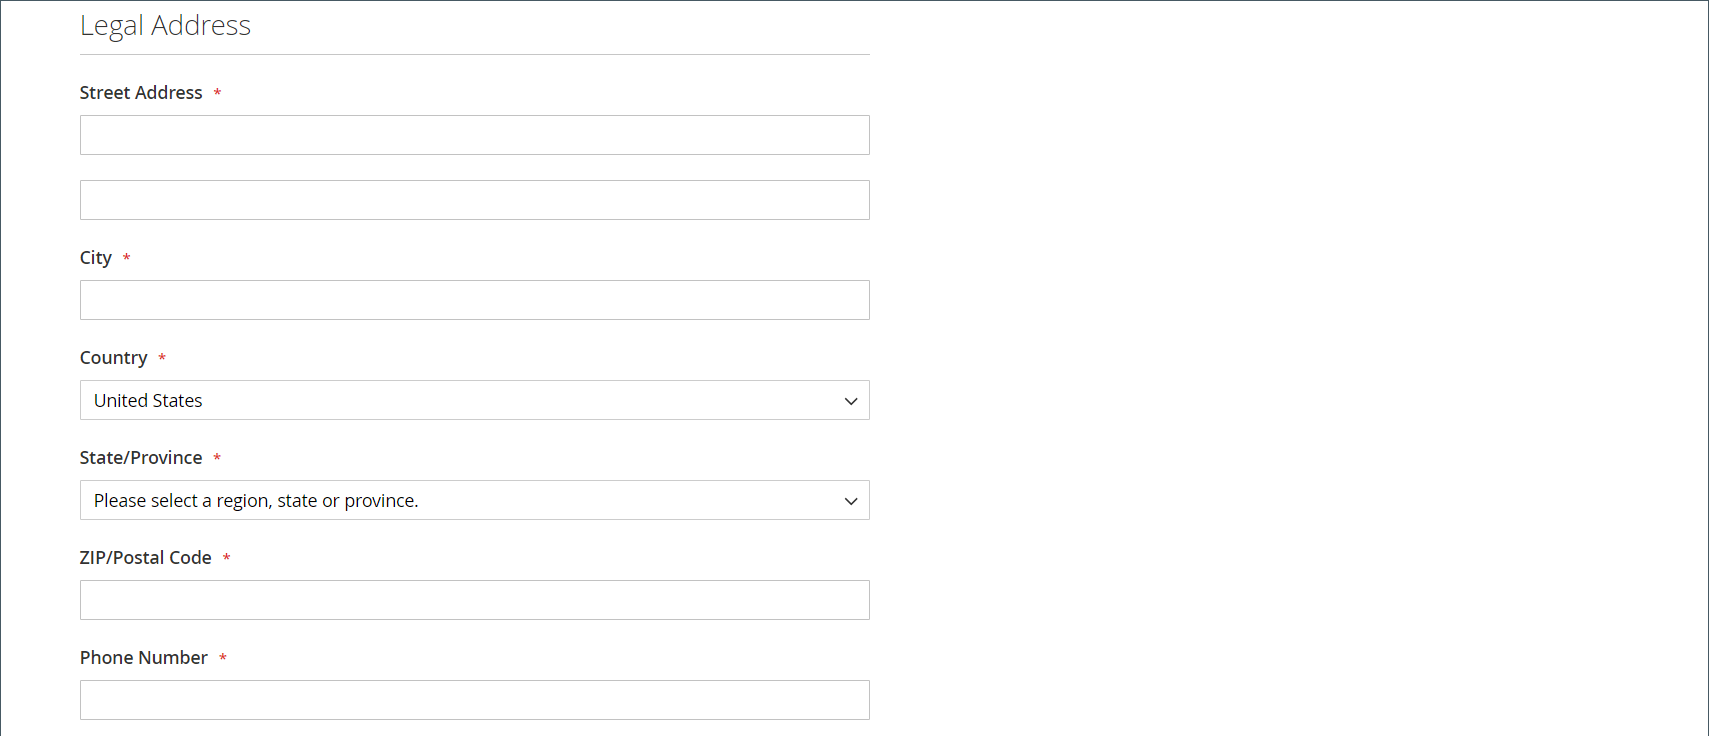 Legal Address
Street Address *
City *
Country *
United States
State/Province *
Please select a region, state or province.
ZIP/Postal Code *
Phone Number *